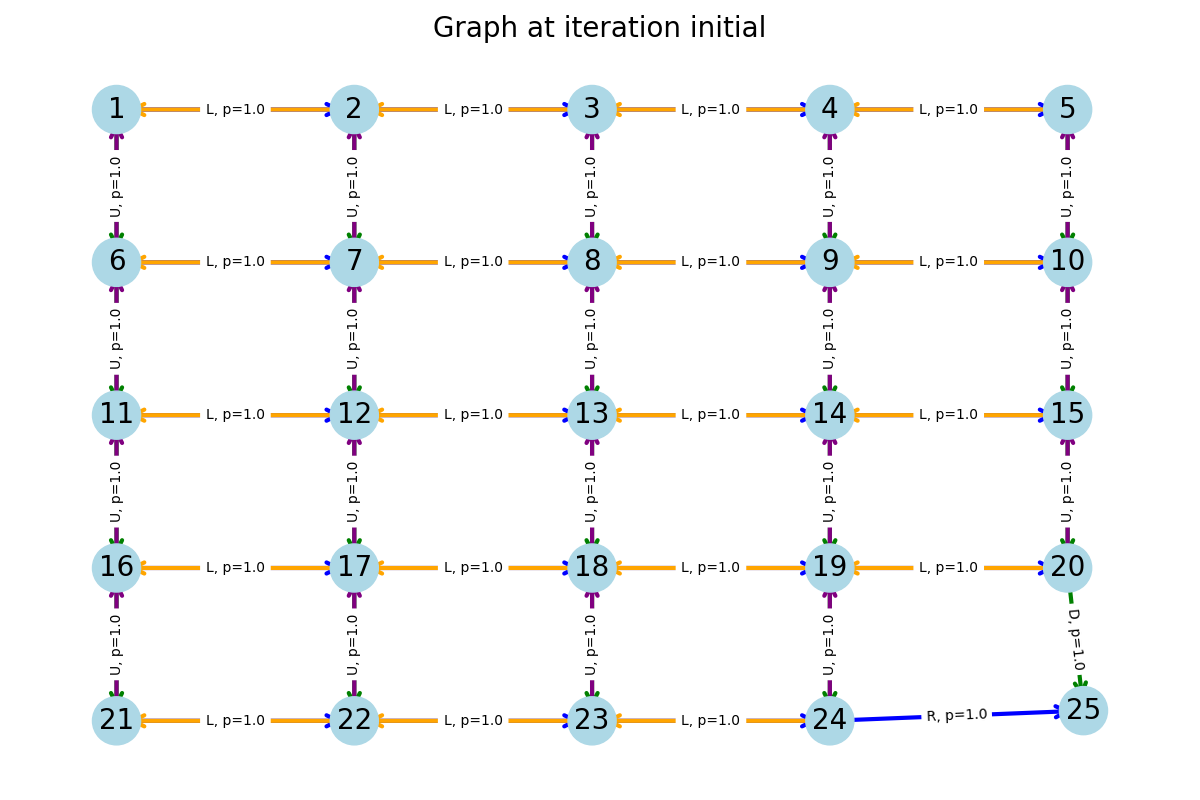 Graph at iteration initial
1 L, p=1.0 2 L, p=1.0 3 L, p=1.0 4 L, p=1.0 5
U, p=1.0 U, p=1.0 U, p=1.0 U, p=1.0 U, p=1.0
6 L, p=1.0 7 L, p=1.0 8 L, p=1.0 9 L, p=1.0 10
U, p=1.0 U, p=1.0 U, p=1.0 U, p=1.0 U, p=1.0
11 L, p=1.0 12 L, p=1.0 13 L, p=1.0 14 L, p=1.0 15
U, p=1.0 U, p=1.0 U, p=1.0 U, p=1.0 U, p=1.0
16 L, p=1.0 17 L, p=1.0 18 L, p=1.0 19 L, p=1.0 20
U, p=1.0 U, p=1.0 U, p=1.0 U, p=1.0 D, p=1.0
21 L, p=1.0 22 L, p=1.0 23 L, p=1.0 24 R, p=1.0 25